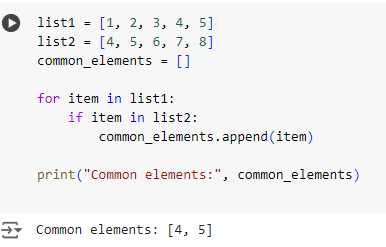 list1 = [1, 2, 3, 4, 5]
list2 = [4, 5, 6, 7, 8]
common_elements = []

for item in list1:
    if item in list2:
        common_elements.append(item)

print("Common elements:", common_elements)

Common elements: [4, 5]